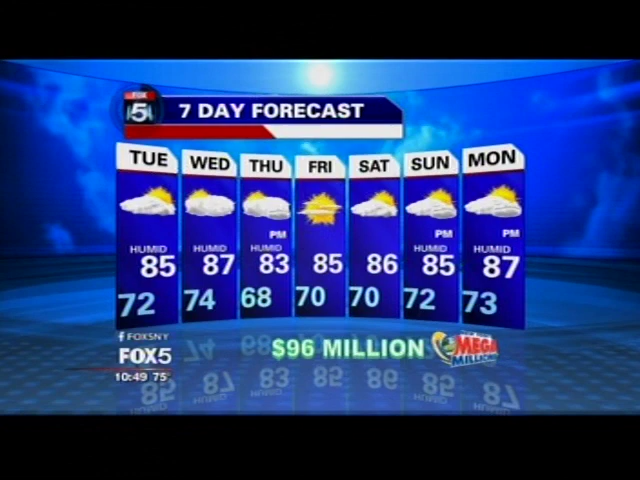 FOX 5
7 DAY FORECAST
TUE WED THU FRI SAT SUN MON
PM PM PM
HUMID HUMID HUMID HUMID HUMID
85 87 83 85 86 85 87
72 74 68 70 70 72 73
f FOXSNY
$96 MILLION MEGA MILLIONS
FOX5
10:49 75°